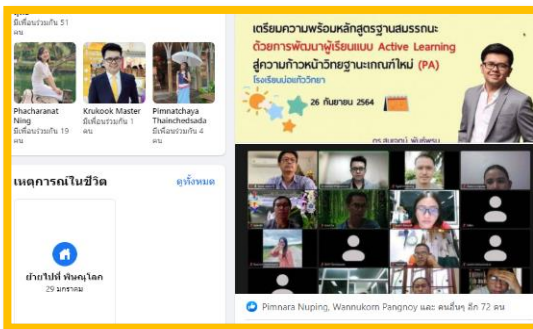 มีเพื่อนร่วมกัน 51
คน
Phacharanat
Ning
มีเพื่อนร่วมกัน 19
คน
Krukook Master
มีเพื่อนร่วมกัน 1
คน
Pimnatchaya
Thainchedsada
มีเพื่อนร่วมกัน 4
คน
เหตุการณ์ในชีวิต
ดูทั้งหมด
ย้ายไปที่ พิษณุโลก
29 มกราคม
เตรียมความพร้อมหลักสูตรฐานสมรรถนะ
ด้วยการพัฒนาผู้เรียนแบบ Active Learning
สู่ความก้าวหน้าวิทยฐานะเกณฑ์ใหม่ (PA)
โรงเรียนบ่อแก้ววิทยา
26 กันยายน 2564
Pimnara Nuping, Wannukorn Pangnoy และ คนอื่นๆ อีก 72 คน